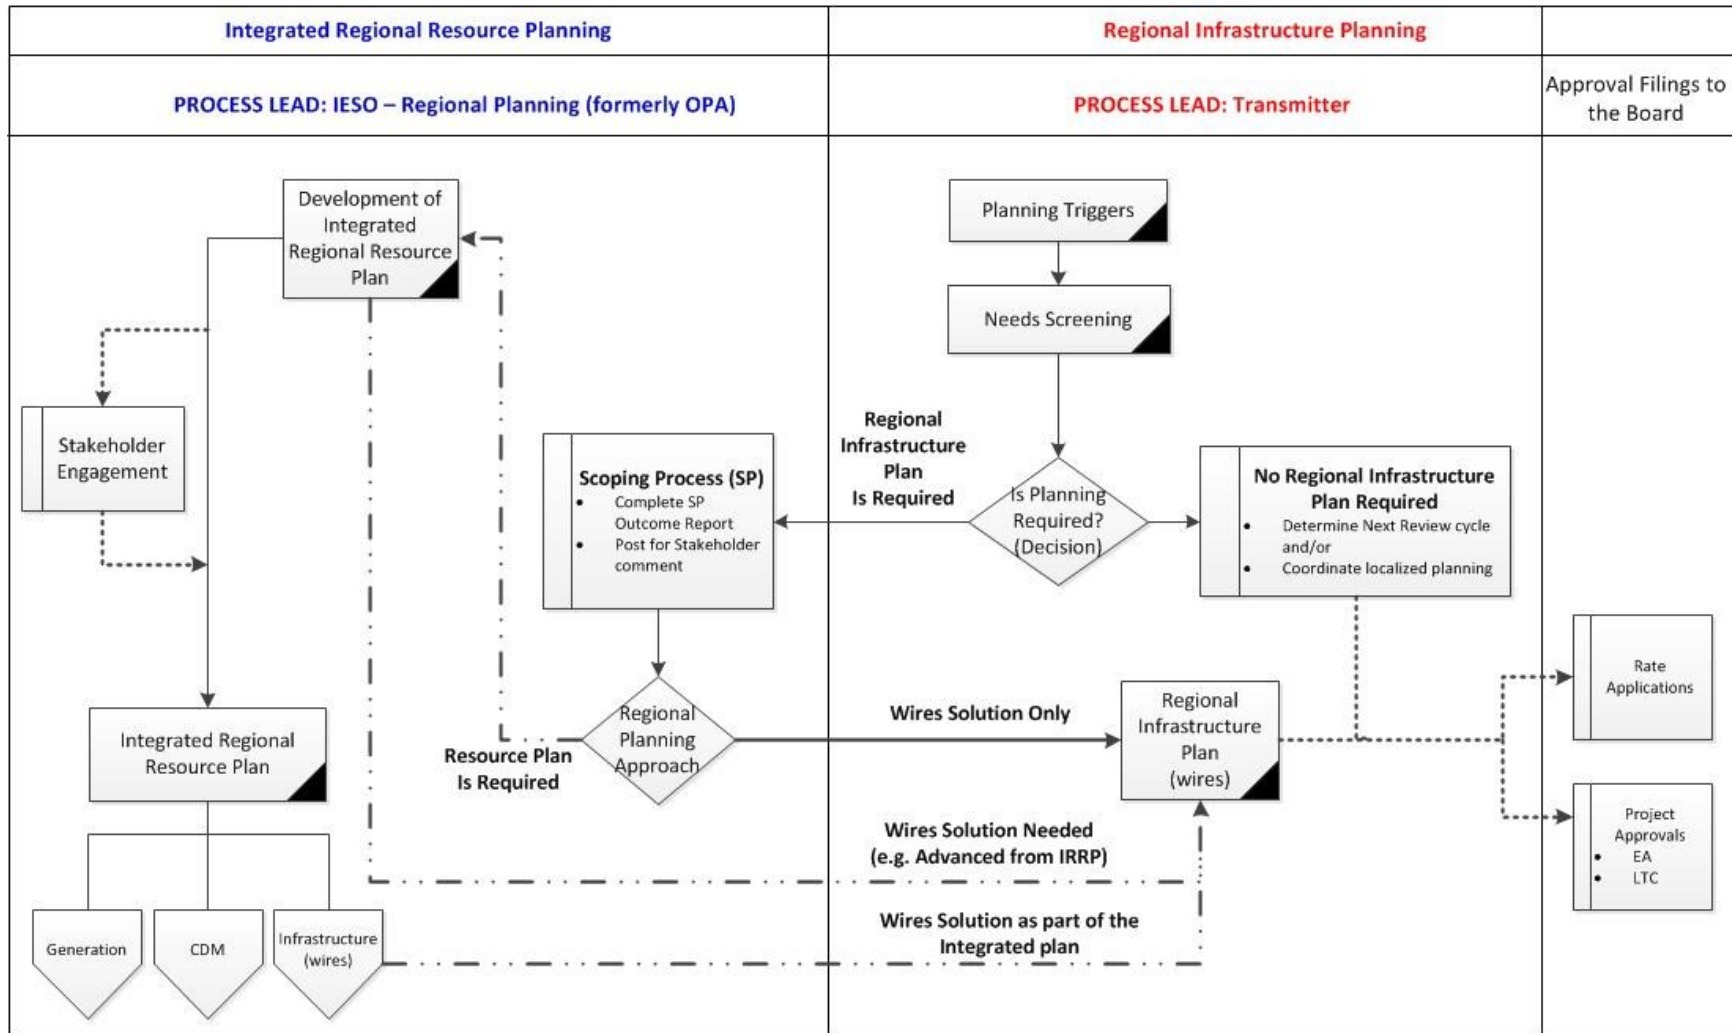 Integrated Regional Resource Planning
Regional Infrastructure Planning
PROCESS LEAD: IESO – Regional Planning (formerly OPA)
PROCESS LEAD: Transmitter
Approval Filings to
the Board
Development of
Integrated
Regional Resource
Plan
Planning Triggers
Needs Screening
Stakeholder
Engagement
Scoping Process (SP)
• Complete SP
Outcome Report
• Post for Stakeholder
comment
Regional
Infrastructure
Plan
Is Required
Is Planning
Required?
(Decision)
No Regional Infrastructure
Plan Required
• Determine Next Review cycle
and/or
• Coordinate localized planning
Integrated Regional
Resource Plan
Resource Plan
Is Required
Regional
Planning
Approach
Wires Solution Only
Regional
Infrastructure
Plan
(wires)
Rate
Applications
Wires Solution Needed
(e.g. Advanced from IRRP)
Project
Approvals
• EA
• LTC
Generation
CDM
Infrastructure
(wires)
Wires Solution as part of the
Integrated plan